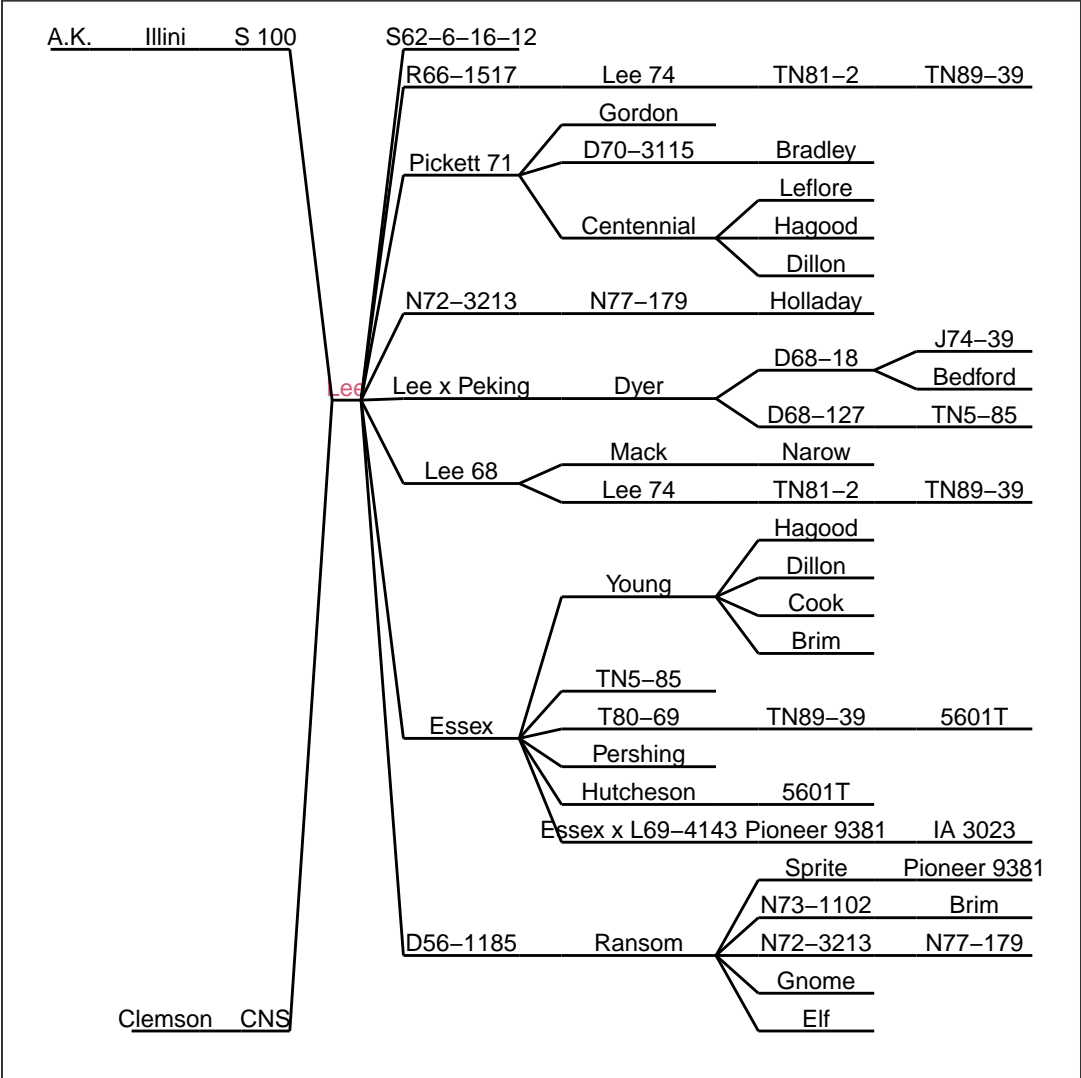 A.K. Illini S 100 S62−6−16−12
R66−1517 Lee 74 TN81−2 TN89−39
Gordon
D70−3115 Bradley
Pickett 71
Leflore
Centennial Hagood
Dillon
N72−3213 N77−179 Holladay
J74−39
D68−18
Bedford
Lee Lee x Peking Dyer
D68−127 TN5−85
Mack Narow
Lee 68
Lee 74 TN81−2 TN89−39
Hagood
Dillon
Young
Cook
Brim
TN5−85
T80−69 TN89−39 5601T
Essex
Pershing
Hutcheson 5601T
Essex x L69−4143 Pioneer 9381 IA 3023
Sprite Pioneer 9381
N73−1102 Brim
D56−1185 Ransom N72−3213 N77−179
Gnome
Clemson CNS Elf